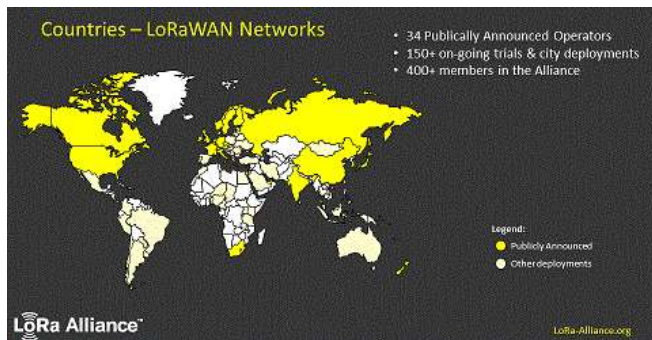 Countries – LoRaWAN Networks
• 34 Publically Announced Operators
• 150+ on-going trials & city deployments
• 400+ members in the Alliance
Legend:
Publicly Announced
Other deployments
LoRa Alliance™
LoRa-Alliance.org